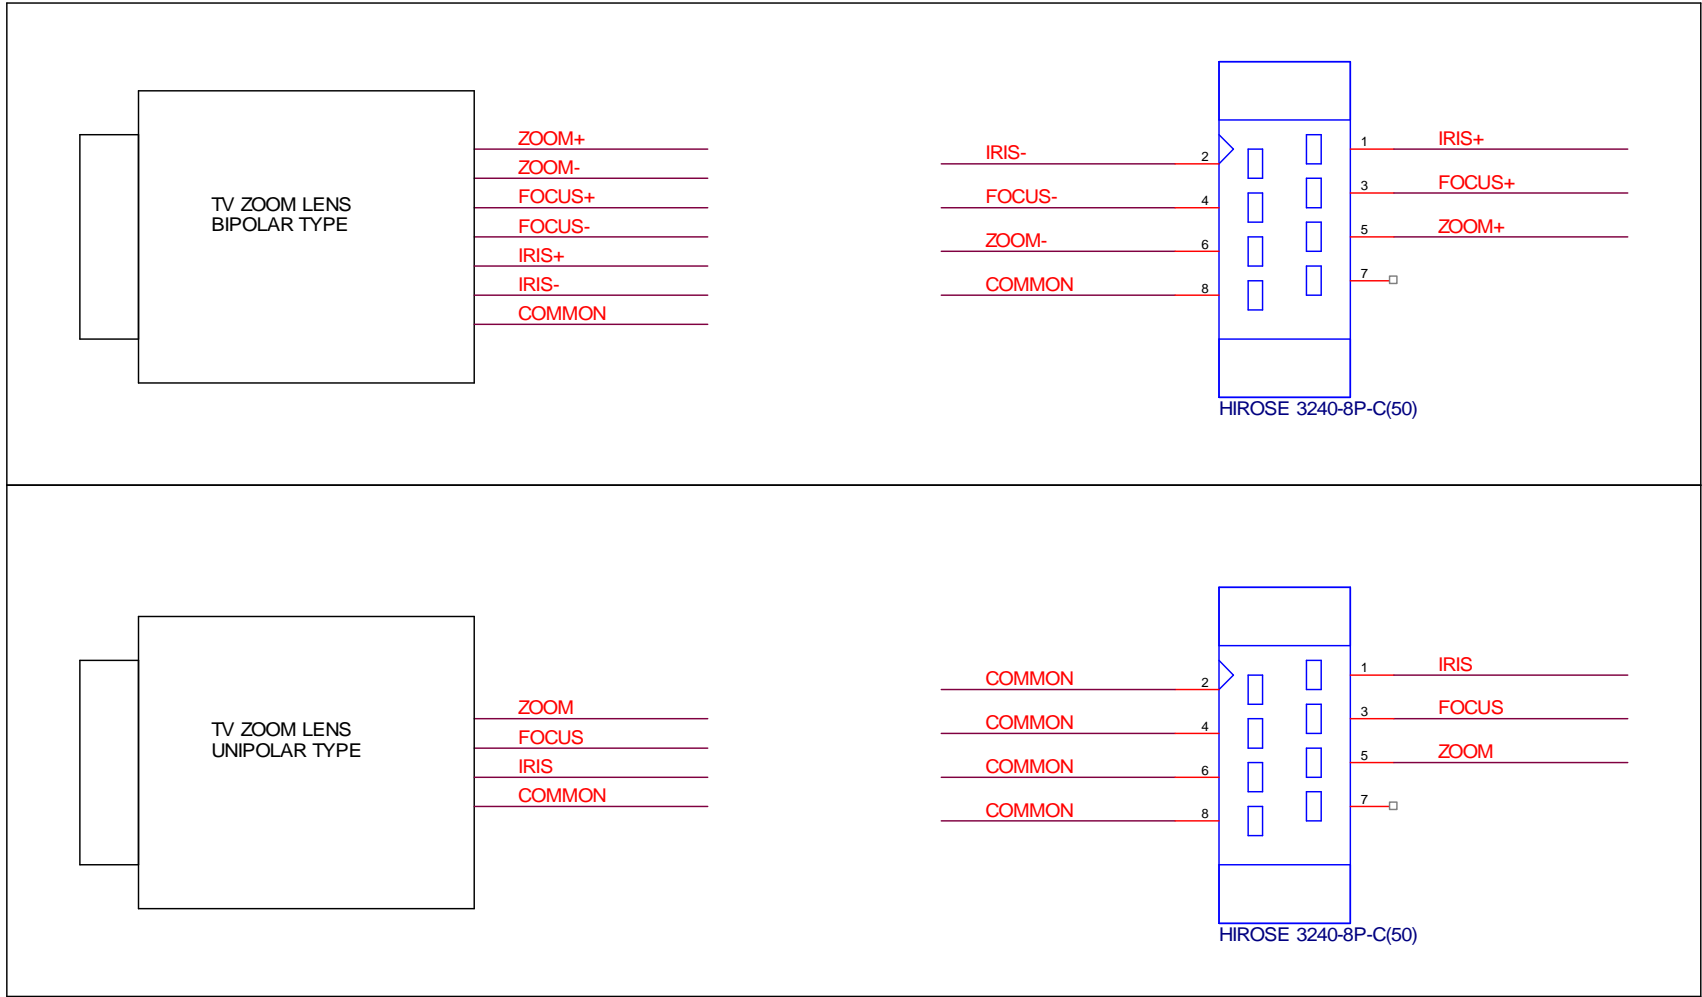 ZOOM+
ZOOM-
FOCUS+
FOCUS-
IRIS+
IRIS-
COMMON
TV ZOOM LENS
BIPOLAR TYPE
IRIS- 2
FOCUS- 4
ZOOM- 6
COMMON 8
1 IRIS+
3 FOCUS+
5 ZOOM+
7
HIROSE 3240-8P-C(50)
ZOOM
FOCUS
IRIS
COMMON
TV ZOOM LENS
UNIPOLAR TYPE
COMMON 2
COMMON 4
COMMON 6
COMMON 8
1 IRIS
3 FOCUS
5 ZOOM
7
HIROSE 3240-8P-C(50)